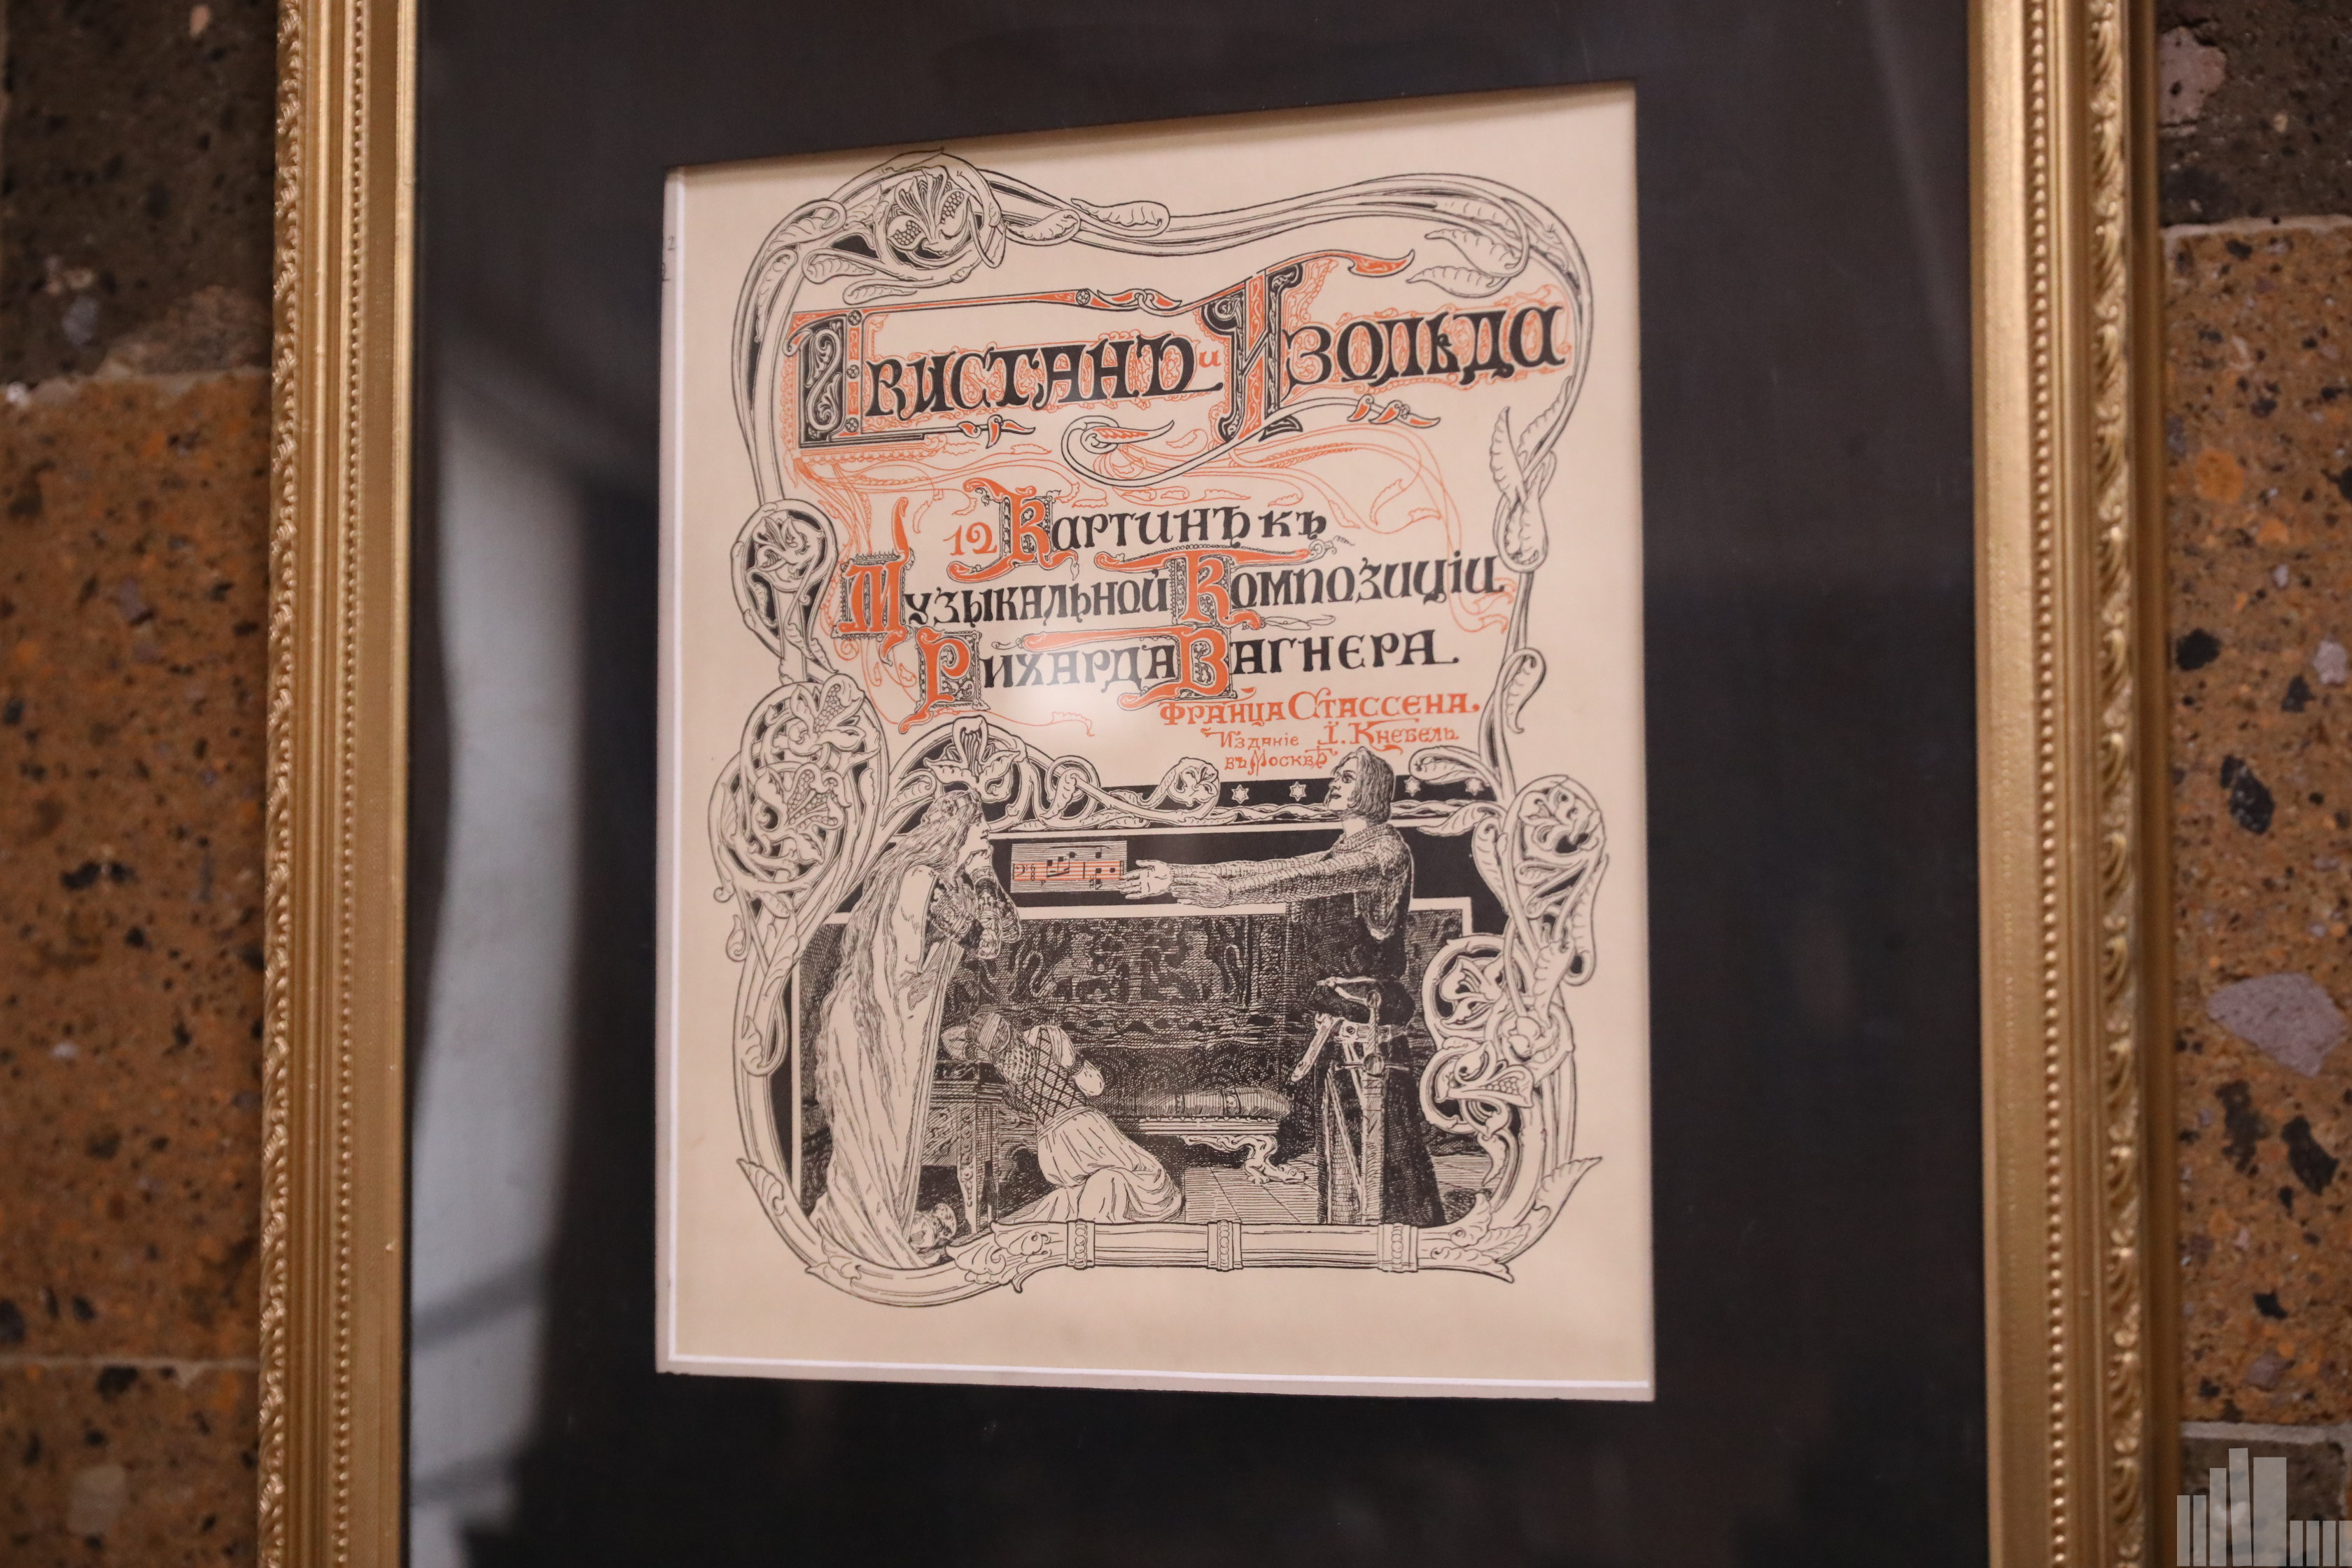 Тристанъ и Изольда
12 Картинъ къ
Музыкальной Композиціи
Рихарда Вагнера.
Франца Стассена.
Изданіе І. Кнебель
въ Москвѣ